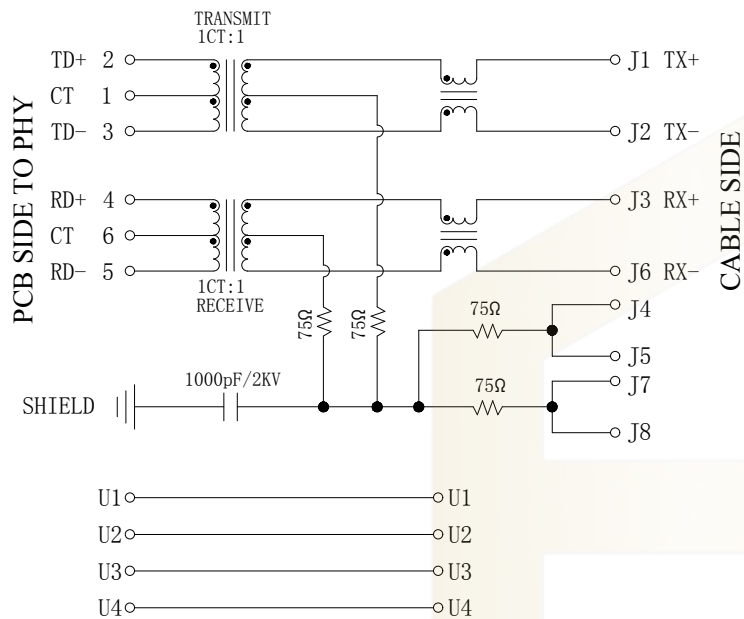 TRANSMIT
1CT:1
TD+ 2
J1 TX+
CT 1
TD- 3
J2 TX-
PCB SIDE TO PHY
CABLE SIDE
RD+ 4
J3 RX+
CT 6
RD- 5
J6 RX-
1CT:1
RECEIVE
75Ω
75Ω
75Ω
J4
J5
75Ω
J7
J8
1000pF/2KV
SHIELD
U1 U1
U2 U2
U3 U3
U4 U4